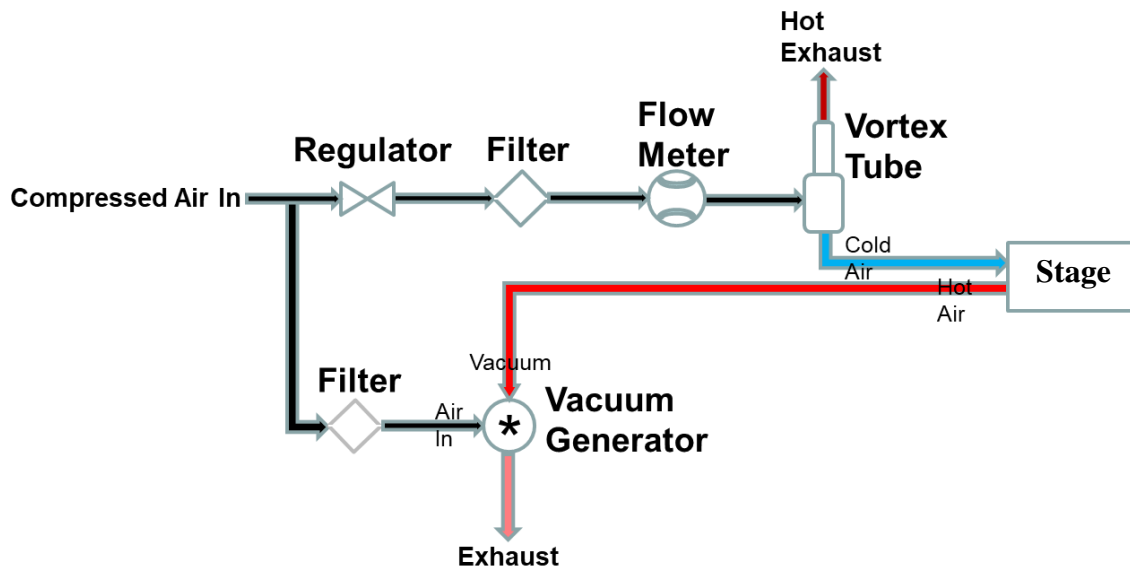 Hot
Exhaust
Flow
Meter
Vortex
Tube
Regulator
Filter
Compressed Air In
Cold
Air
Stage
Hot
Air
Vacuum
Filter
Air
In
*
Vacuum
Generator
Exhaust